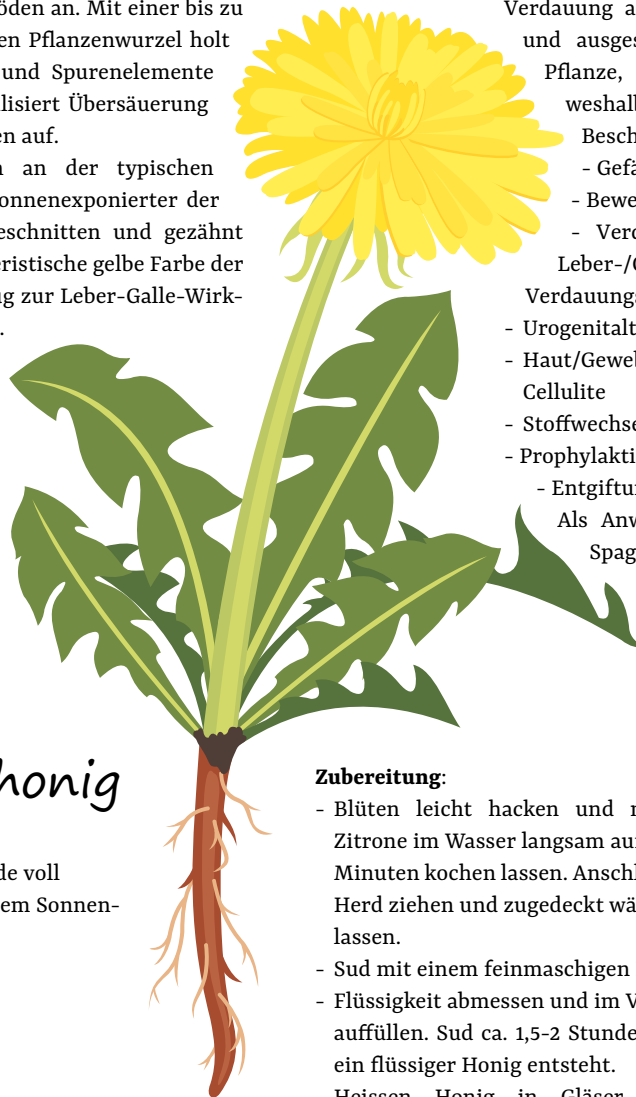 öden an. Mit einer bis zu
en Pflanzenwurzel holt
und Spurenelemente
lisiert Übersäuerung
en auf.
an der typischen
onnenexponierter der
eschnitten und gezähnt
eristische gelbe Farbe der
g zur Leber-Galle-Wirk-
.
Verdauung a
und ausges
Pflanze,
weshalb
Besch
- Gefä
- Bewe
- Verd
Leber-/G
Verdauungs
- Urogenitalt
- Haut/Geweb
Cellulite
- Stoffwechse
- Prophylakti
- Entgiftu
Als Anw
Spag
honig
de voll
em Sonnen-
Zubereitung:
- Blüten leicht hacken und m
Zitrone im Wasser langsam au
Minuten kochen lassen. Anschl
Herd ziehen und zugedeckt wä
lassen.
- Sud mit einem feinmaschigen
- Flüssigkeit abmessen und im V
auffüllen. Sud ca. 1,5-2 Stunde
ein flüssiger Honig entsteht.
Heissen Honig in Gläser